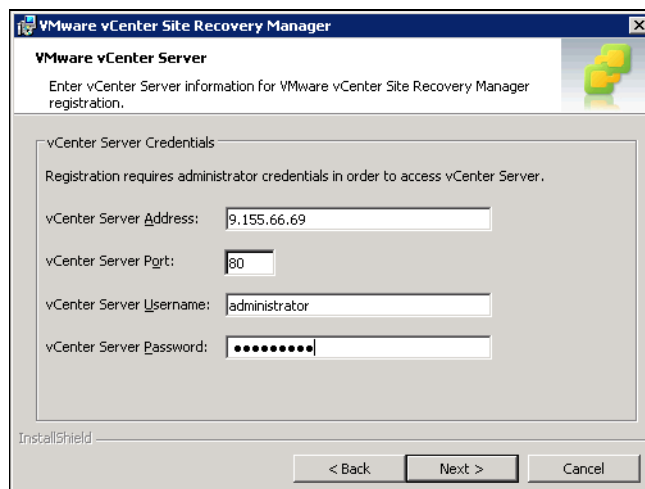 VMware vCenter Site Recovery Manager
VMware vCenter Server
Enter vCenter Server information for VMware vCenter Site Recovery Manager
registration.
vCenter Server Credentials
Registration requires administrator credentials in order to access vCenter Server.
vCenter Server Address: 9.155.66.69
vCenter Server Port: 80
vCenter Server Username: administrator
vCenter Server Password: ●●●●●●●●●
InstallShield
< Back Next > Cancel